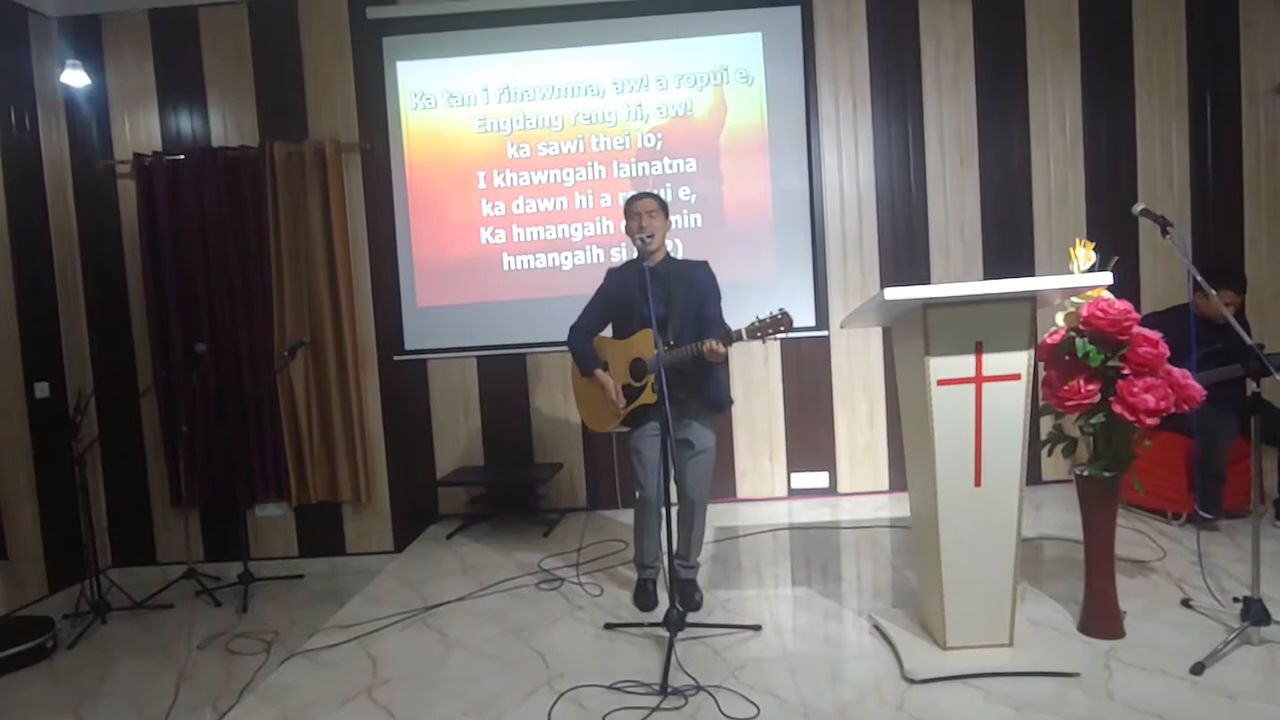 Ka tan i rinawmna, aw! a ropui e,
Engdang reng hi, aw!
ka sawi thei lo;
I khawngaih lainatna
ka dawn hi a e,
Ka hmangaih min
hmangaih